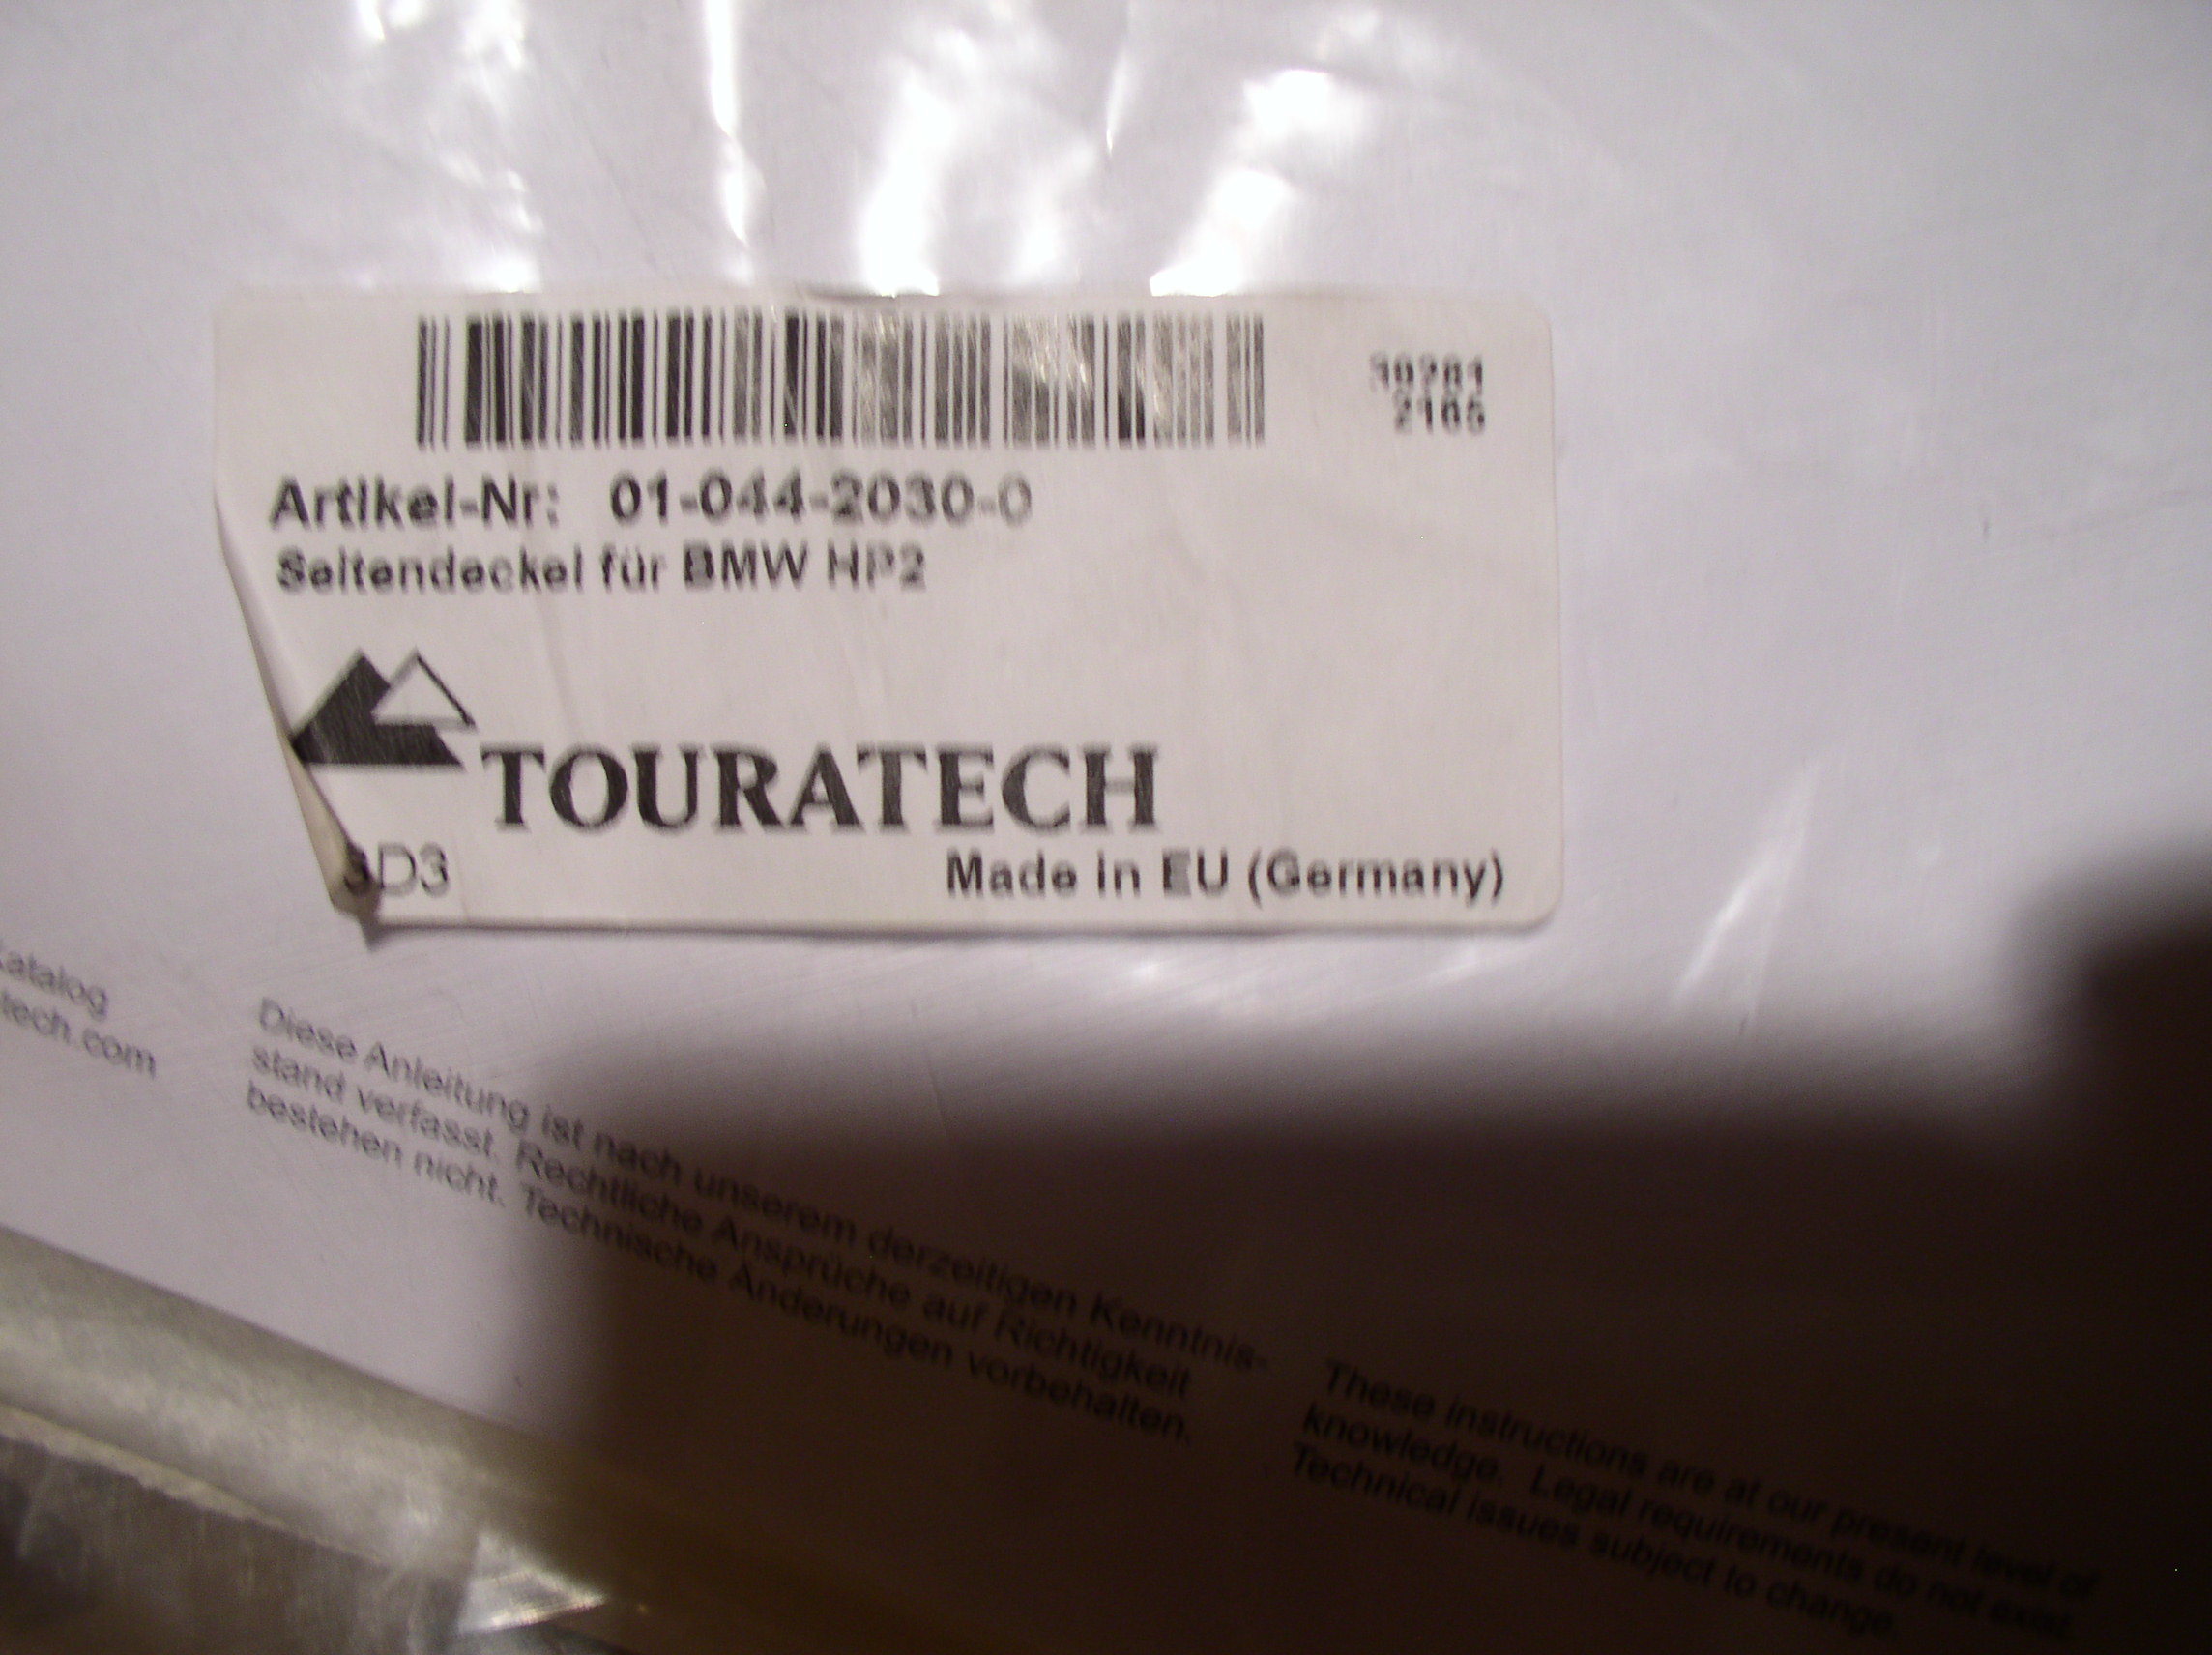 2165
Artikel-Nr: 01-044-2030-0
Seitendeckel für BMW HP2
TOURATECH
Made in EU (Germany)
Katalog
tech.com
Diese Anleitung ist nach unserem derzeitigen Kenntnis-
stand verfasst. Rechtliche Ansprüche auf Richtigkeit
bestehen nicht. Technische Änderungen vorbehalten.
These instructions are at our present level of
knowledge. Legal requirements do not exist.
Technical issues subject to change.